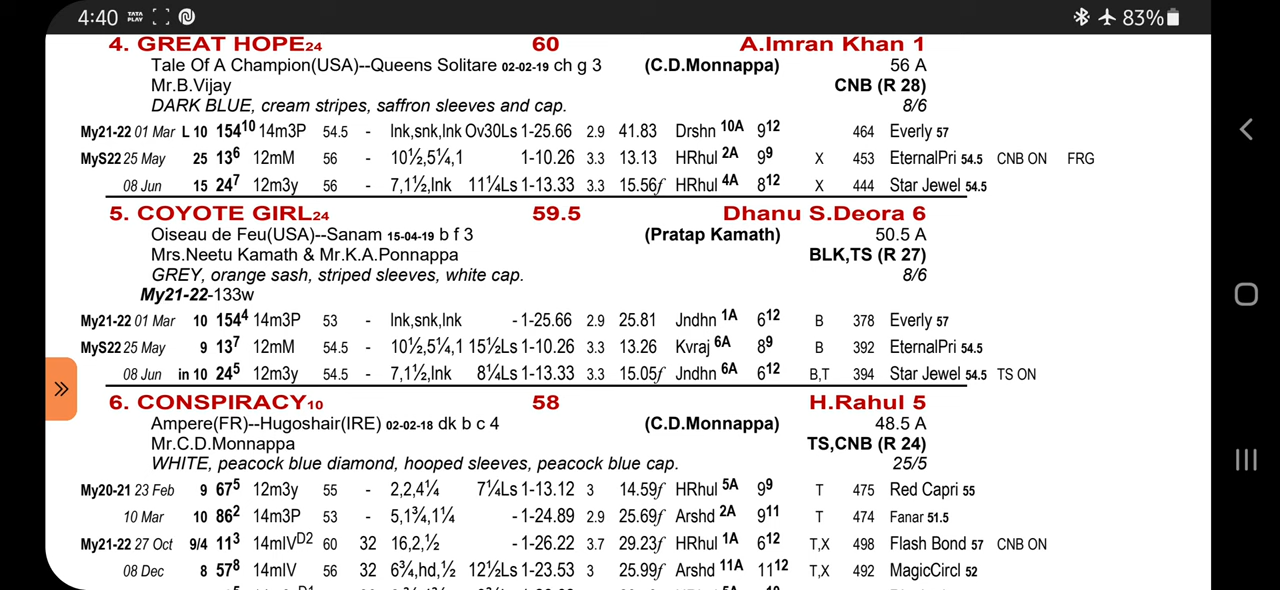 4:40 TATA PLAY 83%
4. GREAT HOPE24 60 A.Imran Khan 1
Tale Of A Champion(USA)--Queens Solitare 02-02-19 ch g 3 (C.D.Monnappa) 56 A
Mr.B.Vijay CNB (R 28)
DARK BLUE, cream stripes, saffron sleeves and cap. 8/6
My21-22 01 Mar L 10 154¹⁰ 14m3P 54.5 - lnk,snk,lnk Ov30Ls 1-25.66 2.9 41.83 Drshn 10A 9¹² 464 Everly 57
MyS22 25 May 25 13⁶ 12mM 56 - 10½,5¼,1 1-10.26 3.3 13.13 HRhul 2A 9⁹ X 453 EternalPri 54.5 CNB ON FRG
08 Jun 15 24⁷ 12m3y 56 - 7,1½,lnk 11¼Ls 1-13.33 3.3 15.56f HRhul 4A 8¹² X 444 Star Jewel 54.5
5. COYOTE GIRL24 59.5 Dhanu S.Deora 6
Oiseau de Feu(USA)--Sanam 15-04-19 b f 3 (Pratap Kamath) 50.5 A
Mrs.Neetu Kamath & Mr.K.A.Ponnappa BLK,TS (R 27)
GREY, orange sash, striped sleeves, white cap. 8/6
My21-22-133w
My21-22 01 Mar 10 154⁴ 14m3P 53 - lnk,snk,lnk - 1-25.66 2.9 25.81 Jndhn 1A 6¹² B 378 Everly 57
MyS22 25 May 9 13⁷ 12mM 54.5 - 10½,5¼,1 15½Ls 1-10.26 3.3 13.26 Kvraj 6A 8⁹ B 392 EternalPri 54.5
08 Jun in 10 24⁵ 12m3y 54.5 - 7,1½,lnk 8¼Ls 1-13.33 3.3 15.05f Jndhn 6A 6¹² B,T 394 Star Jewel 54.5 TS ON
6. CONSPIRACY10 58 H.Rahul 5
Ampere(FR)--Hugoshair(IRE) 02-02-18 dk b c 4 (C.D.Monnappa) 48.5 A
Mr.C.D.Monnappa TS,CNB (R 24)
WHITE, peacock blue diamond, hooped sleeves, peacock blue cap. 25/5
My20-21 23 Feb 9 67⁵ 12m3y 55 - 2,2,4¼ 7¼Ls 1-13.12 3 14.59f HRhul 5A 9⁹ T 475 Red Capri 55
10 Mar 10 86² 14m3P 53 - 5,1¾,1¼ - 1-24.89 2.9 25.69f Arshd 2A 9¹¹ T 474 Fanar 51.5
My21-22 27 Oct 9/4 11³ 14mIVD2 60 32 16,2,½ - 1-26.22 3.7 29.23f HRhul 1A 6¹² T,X 498 Flash Bond 57 CNB ON
08 Dec 8 57⁸ 14mIV 56 32 6¾,hd,½ 12½Ls 1-23.53 3 25.99f Arshd 11A 11¹² T,X 492 MagicCircl 52